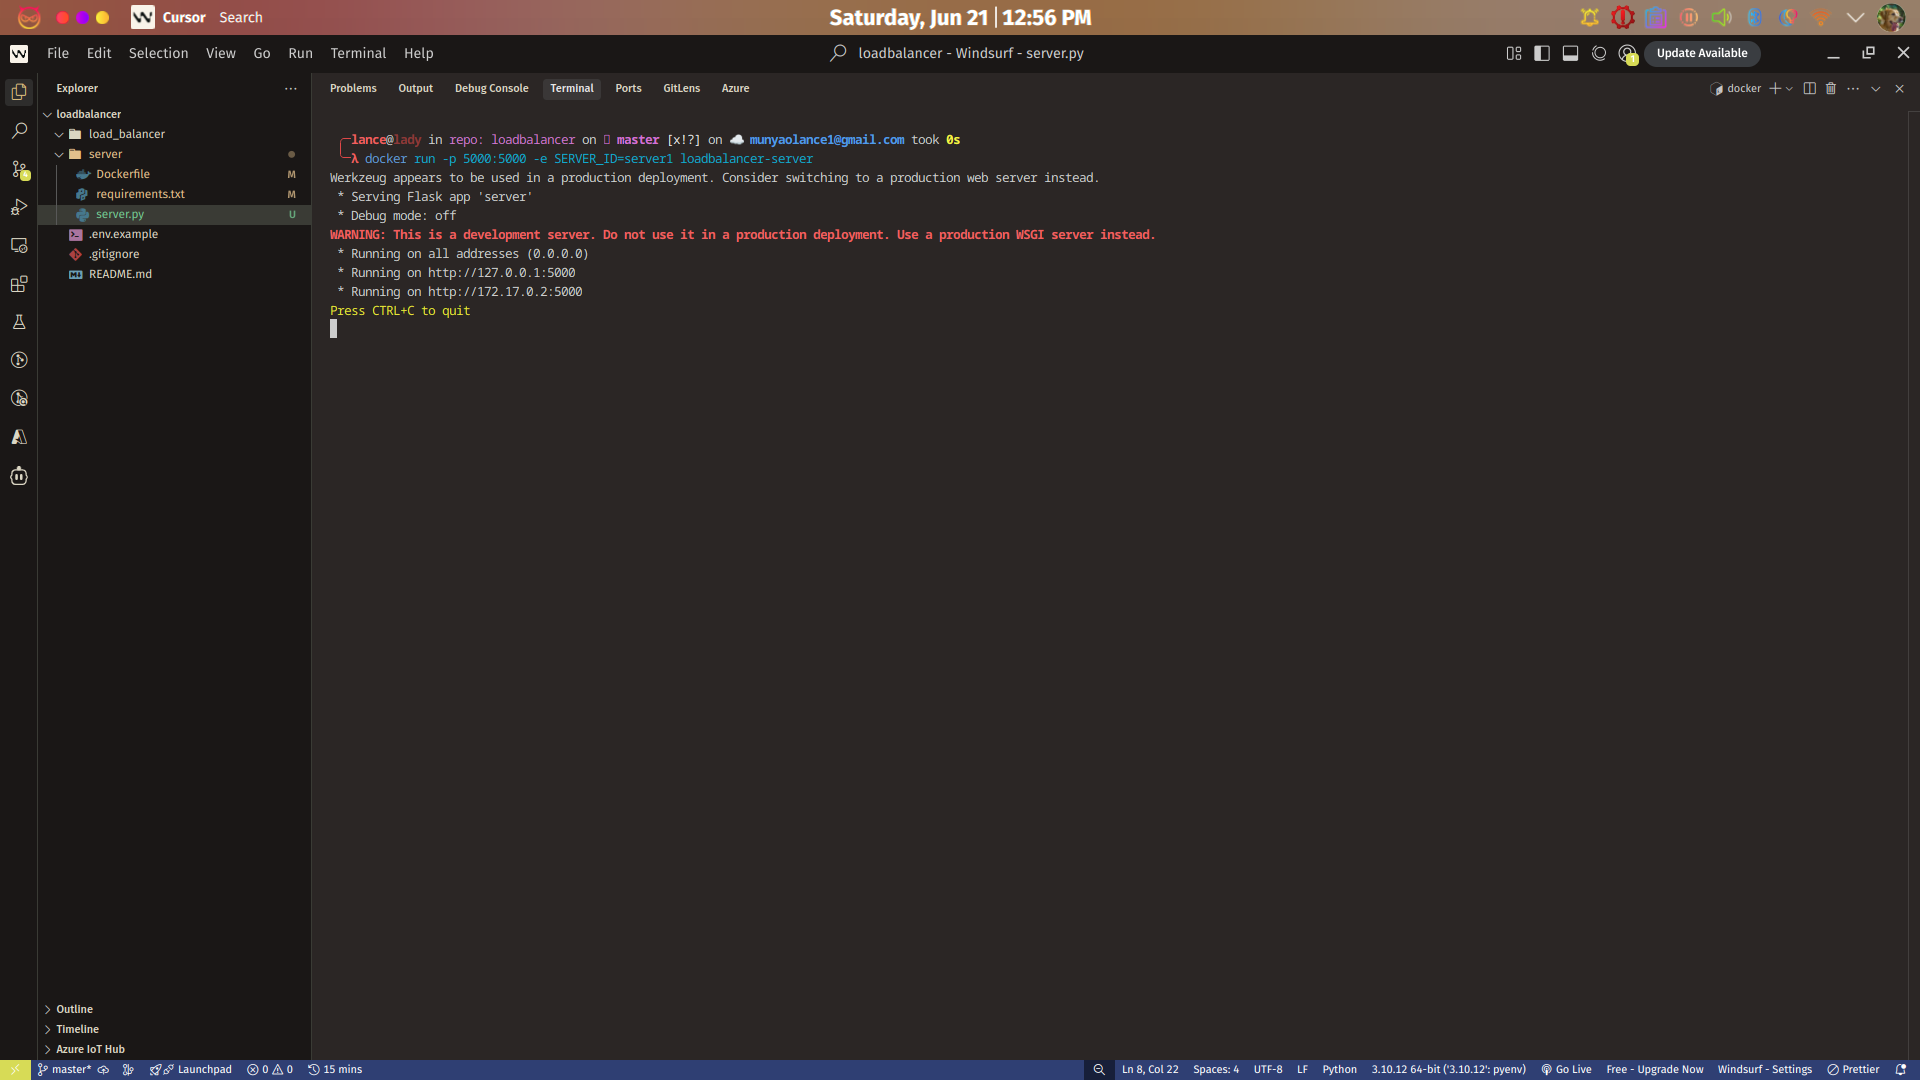 Cursor Search
Saturday, Jun 21 | 12:56 PM
File Edit Selection View Go Run Terminal Help
loadbalancer - Windsurf - server.py
1
Update Available
Explorer
Problems Output Debug Console Terminal Ports GitLens Azure
docker
loadbalancer
load_balancer
server
Dockerfile M
requirements.txt M
server.py U
.env.example
.gitignore
README.md
lance@lady in repo: loadbalancer on master [x!?] on munyaolance1@gmail.com took 0s
λ docker run -p 5000:5000 -e SERVER_ID=server1 loadbalancer-server
Werkzeug appears to be used in a production deployment. Consider switching to a production web server instead.
* Serving Flask app 'server'
* Debug mode: off
WARNING: This is a development server. Do not use it in a production deployment. Use a production WSGI server instead.
* Running on all addresses (0.0.0.0)
* Running on http://127.0.0.1:5000
* Running on http://172.17.0.2:5000
Press CTRL+C to quit
Outline
Timeline
Azure IoT Hub
master* Launchpad 0 0 15 mins
Ln 8, Col 22 Spaces: 4 UTF-8 LF Python 3.10.12 64-bit ('3.10.12': pyenv) Go Live Free - Upgrade Now Windsurf - Settings Prettier